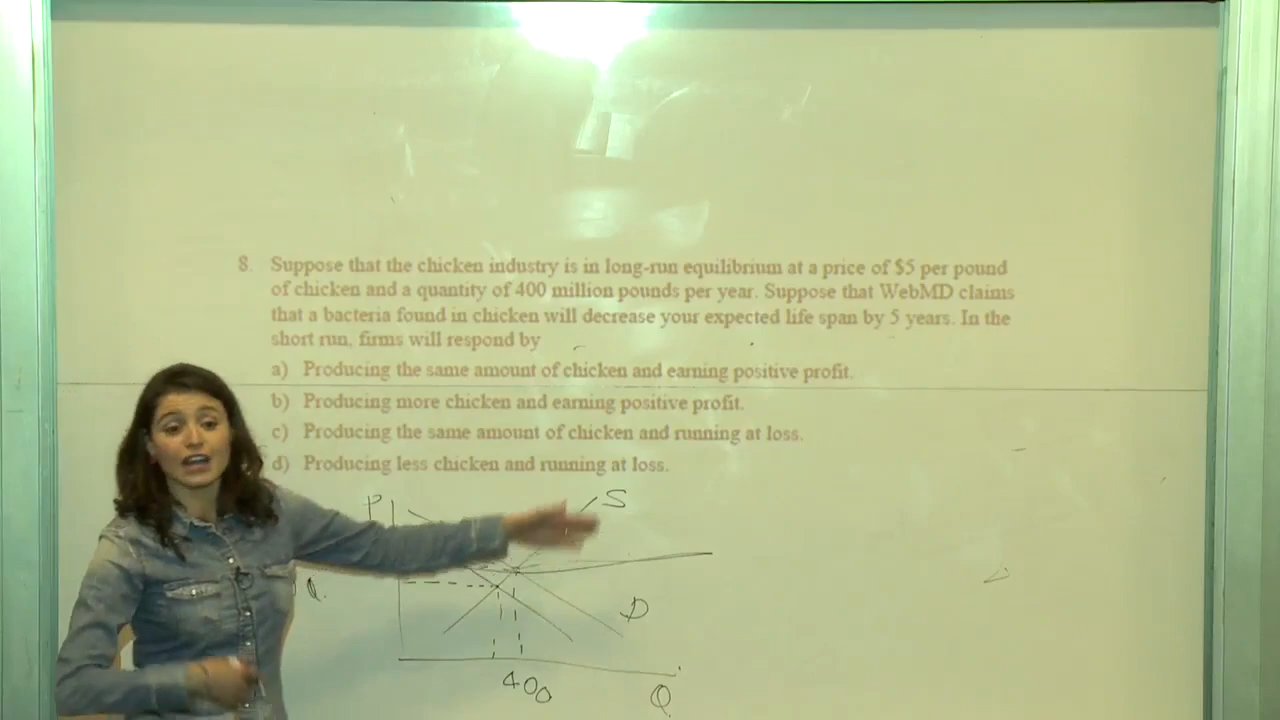 8. Suppose that the chicken industry is in long-run equilibrium at a price of $5 per pound
of chicken and a quantity of 400 million pounds per year. Suppose that WebMD claims
that a bacteria found in chicken will decrease your expected life span by 5 years. In the
short run, firms will respond by
a) Producing the same amount of chicken and earning positive profit.
b) Producing more chicken and earning positive profit.
c) Producing the same amount of chicken and running at loss.
d) Producing less chicken and running at loss.
P
S
D
400
Q